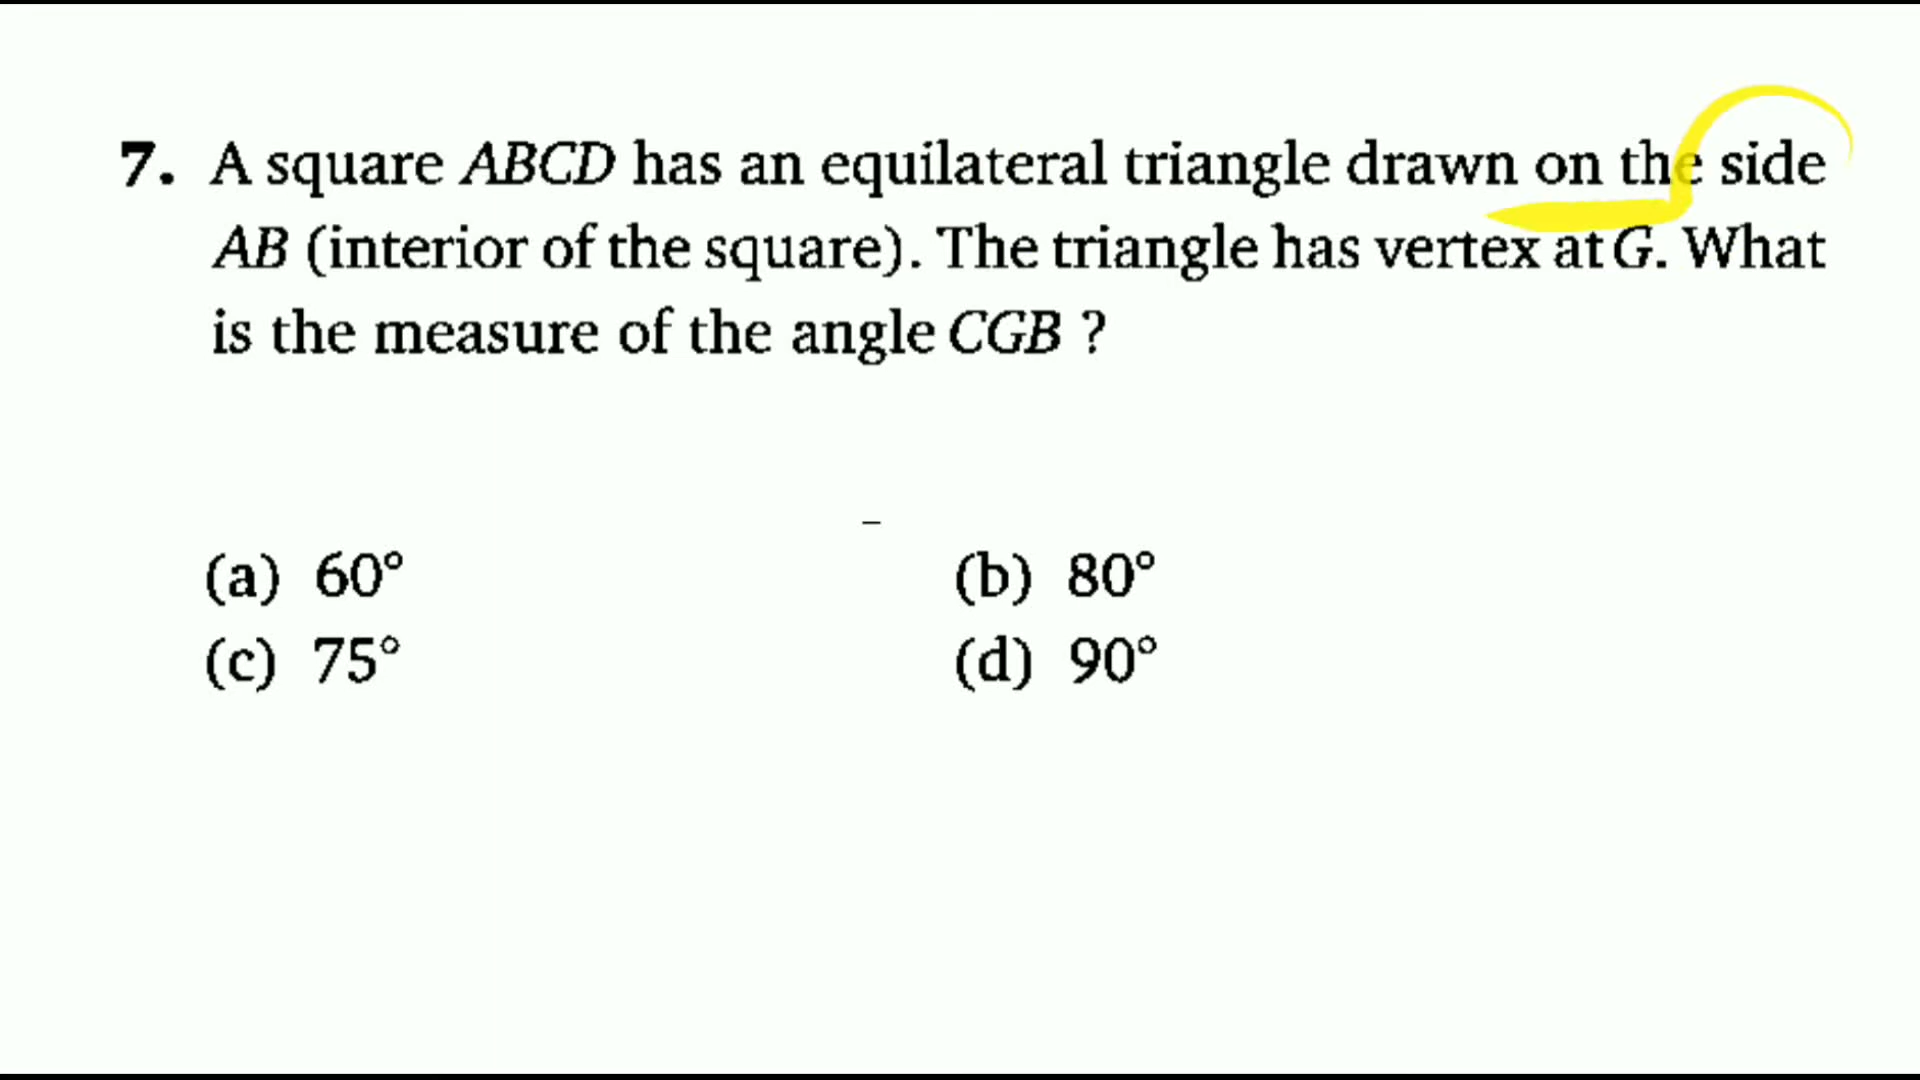 7. A square ABCD has an equilateral triangle drawn on the side
AB (interior of the square). The triangle has vertex at G. What
is the measure of the angle CGB ?
(a) 60° (b) 80°
(c) 75° (d) 90°